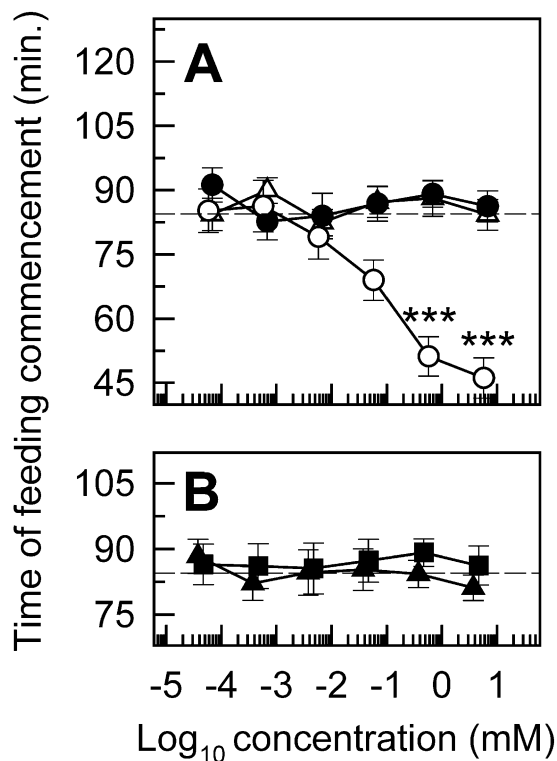 Time of feeding commencement (min.)
A
120
105
90
75
60
45
***
***
B
105
90
75
-5 -4 -3 -2 -1 0 1
Log10 concentration (mM)